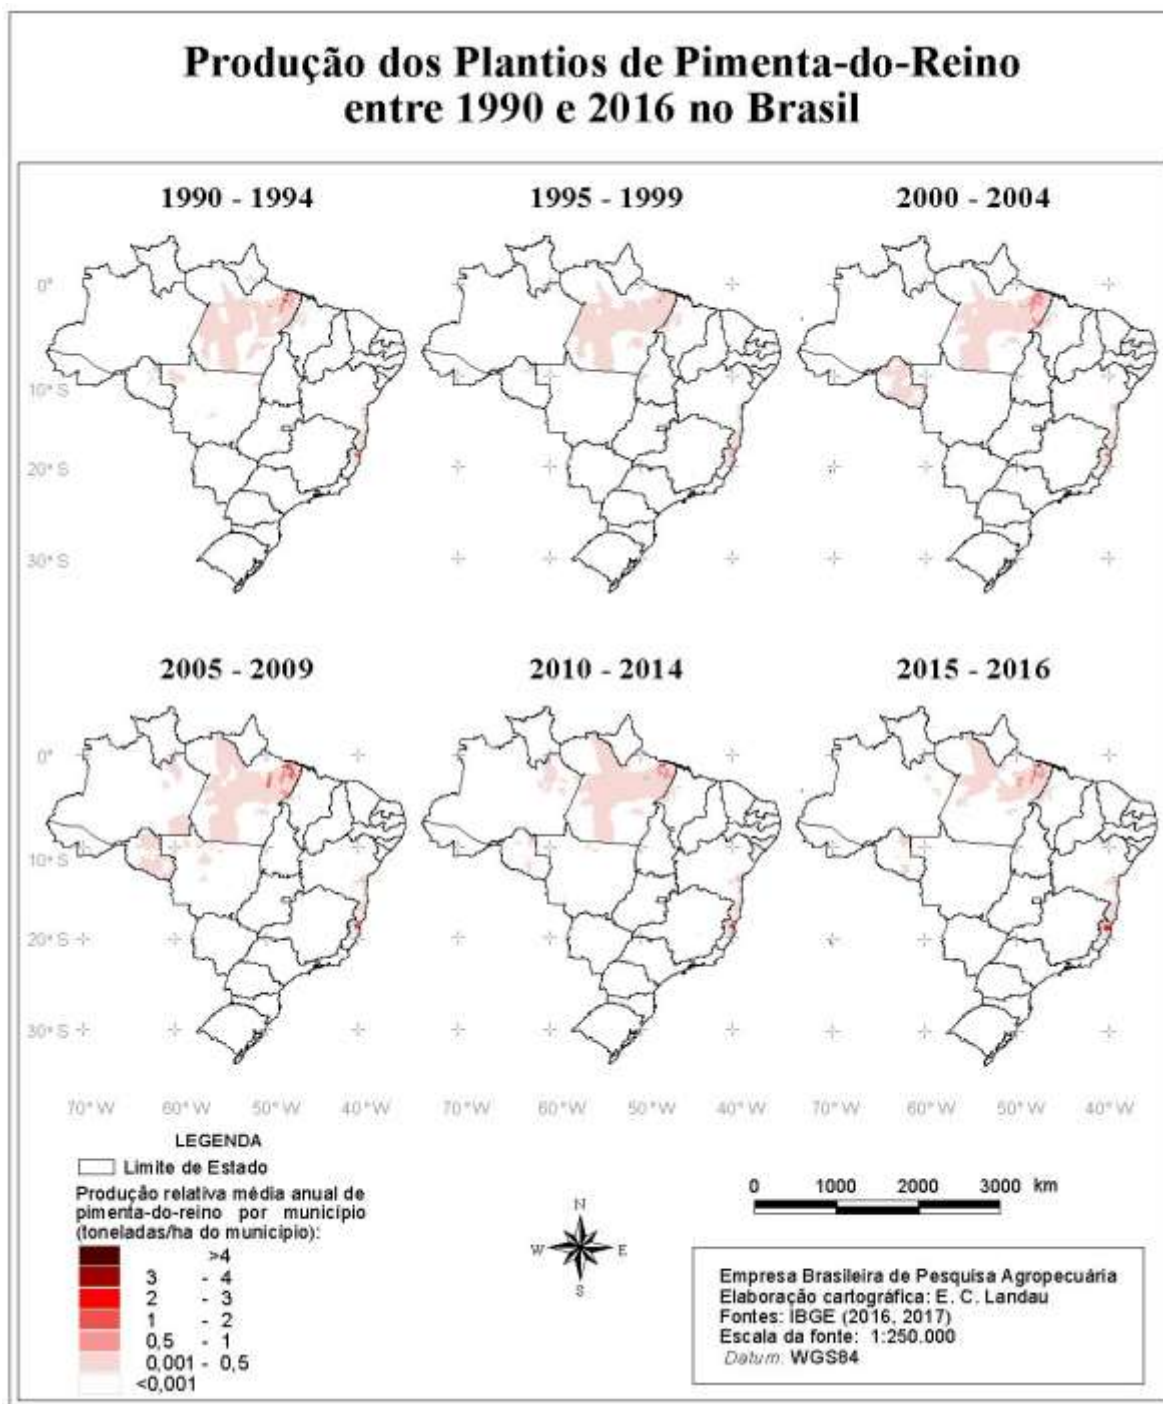 Produção dos Plantios de Pimenta-do-Reino
entre 1990 e 2016 no Brasil
1990 - 1994
1995 - 1999
2000 - 2004
0°
10° S
20° S
30° S
2005 - 2009
2010 - 2014
2015 - 2016
0°
10° S
20° S
30° S
70° W 60° W 50° W 40° W 70° W 60° W 50° W 40° W 70° W 60° W 50° W 40° W
LEGENDA
Limite de Estado
Produção relativa média anual de
pimenta-do-reino por município
(toneladas/ha do município):
>4
3 - 4
2 - 3
1 - 2
0,5 - 1
0,001 - 0,5
<0,001
N
W E
S
0 1000 2000 3000 km
Empresa Brasileira de Pesquisa Agropecuária
Elaboração cartográfica: E. C. Landau
Fontes: IBGE (2016, 2017)
Escala da fonte: 1:250.000
Datum: WGS84